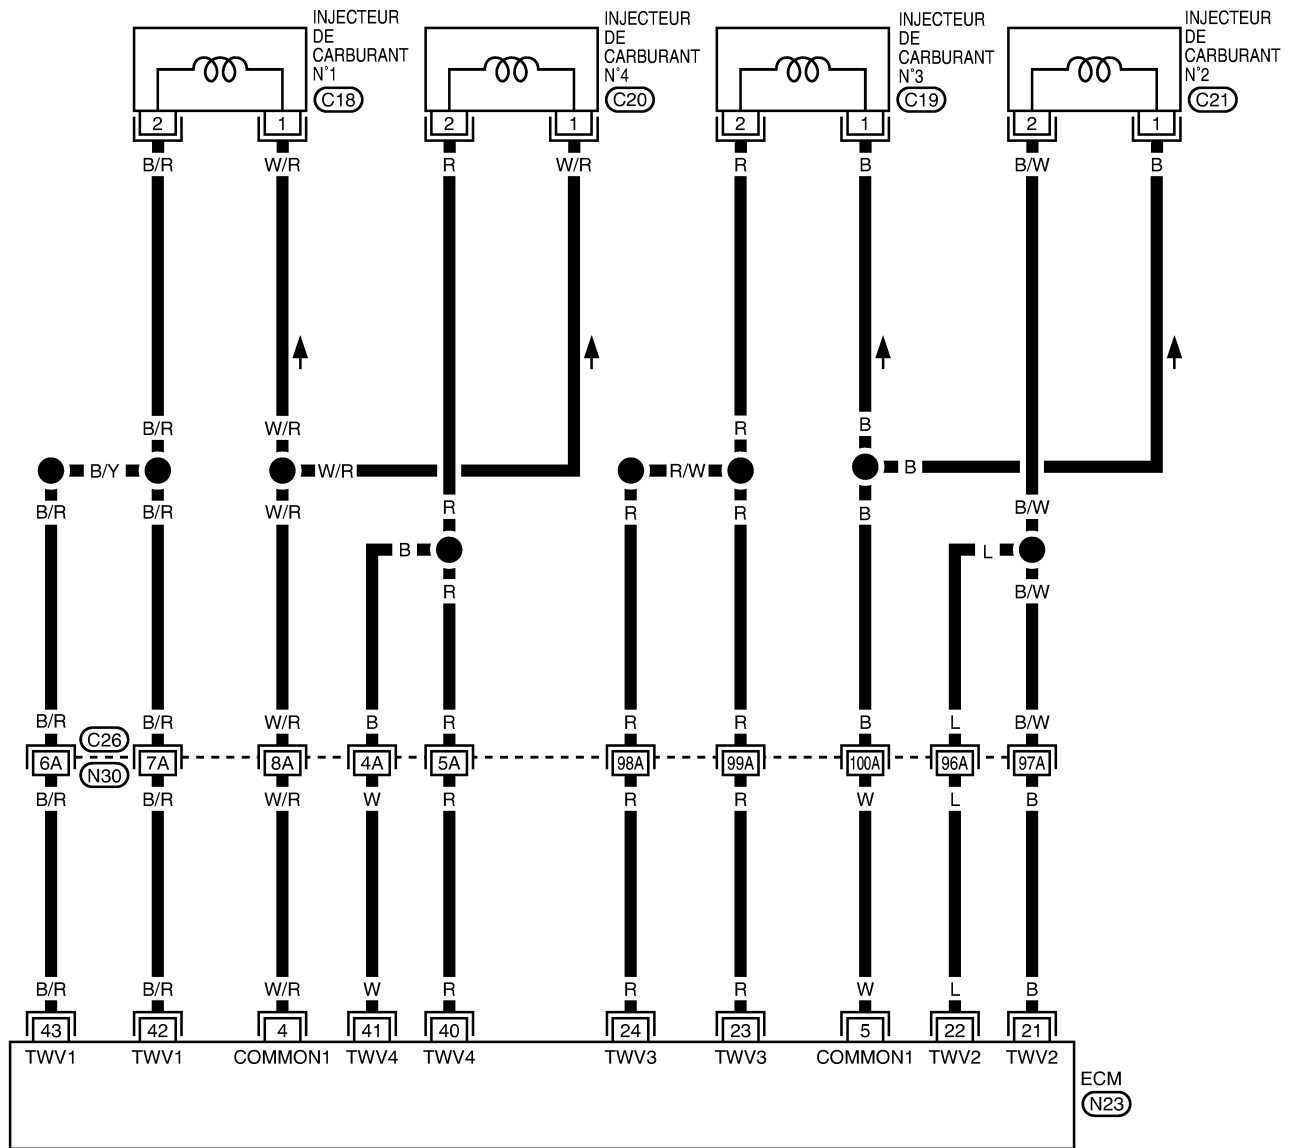 INJECTEUR
DE
CARBURANT
N°1
C18
INJECTEUR
DE
CARBURANT
N°4
C20
INJECTEUR
DE
CARBURANT
N°3
C19
INJECTEUR
DE
CARBURANT
N°2
C21
2 1 2 1 2 1 2 1
B/R W/R R W/R R B B/W B
B/R W/R R B
B/Y W/R R/W B
B/R B/R W/R R R R B B/W
B L
R B/W
B/R B/R W/R B R R R B L B/W
C26
6A 7A 8A 4A 5A 98A 99A 100A 96A 97A
N30
B/R B/R W/R W R R R W L B
B/R B/R W/R W R R R W L B
43 42 4 41 40 24 23 5 22 21
TWV1 TWV1 COMMON1 TWV4 TWV4 TWV3 TWV3 COMMON1 TWV2 TWV2
ECM
N23